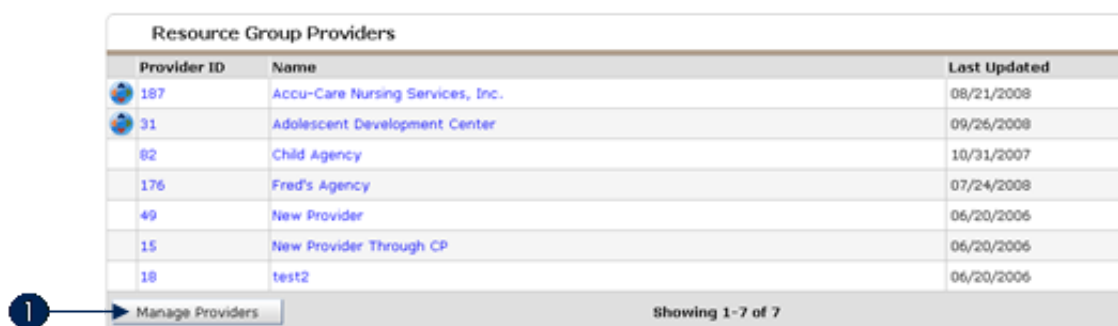 Resource Group Providers
Provider ID Name Last Updated
187 Accu-Care Nursing Services, Inc. 08/21/2008
31 Adolescent Development Center 09/26/2008
82 Child Agency 10/31/2007
176 Fred's Agency 07/24/2008
49 New Provider 06/20/2006
15 New Provider Through CP 06/20/2006
18 test2 06/20/2006
1 Manage Providers Showing 1-7 of 7